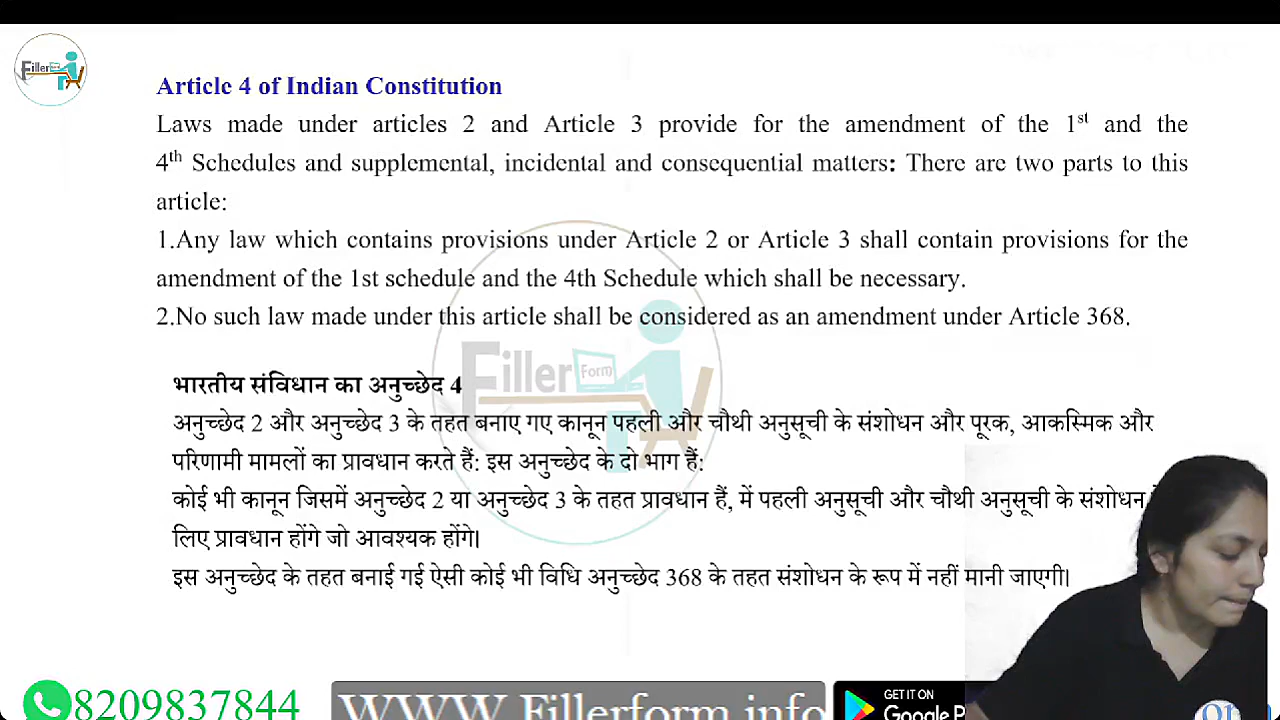 Filler
Article 4 of Indian Constitution
Laws made under articles 2 and Article 3 provide for the amendment of the 1st and the
4th Schedules and supplemental, incidental and consequential matters: There are two parts to this
article:
1.Any law which contains provisions under Article 2 or Article 3 shall contain provisions for the
amendment of the 1st schedule and the 4th Schedule which shall be necessary.
2.No such law made under this article shall be considered as an amendment under Article 368.
Filler Form
भारतीय संविधान का अनुच्छेद 4
अनुच्छेद 2 और अनुच्छेद 3 के तहत बनाए गए कानून पहली और चौथी अनुसूची के संशोधन और पूरक, आकस्मिक और
परिणामी मामलों का प्रावधान करते हैं: इस अनुच्छेद के दो भाग हैं:
कोई भी कानून जिसमें अनुच्छेद 2 या अनुच्छेद 3 के तहत प्रावधान हैं, में पहली अनुसूची और चौथी अनुसूची के संशोधन
लिए प्रावधान होंगे जो आवश्यक होंगे।
इस अनुच्छेद के तहत बनाई गई ऐसी कोई भी विधि अनुच्छेद 368 के तहत संशोधन के रूप में नहीं मानी जाएगी।
8209837844
WWW.Fillerform.info
GET IT ON
Google P